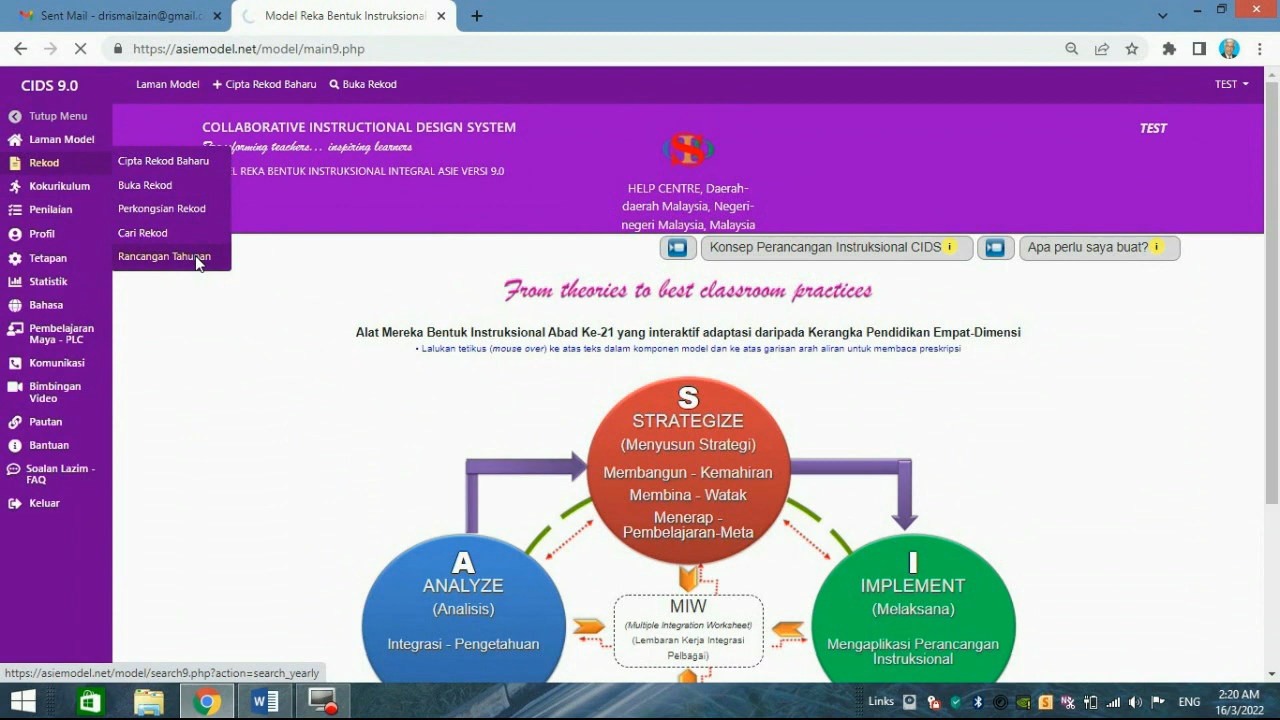 Sent Mail - drismailzain@gmail.c
Model Reka Bentuk Instruksional
https://asiemodel.net/model/main9.php
CIDS 9.0
Laman Model
Cipta Rekod Baharu
Buka Rekod
TEST
Tutup Menu
Laman Model
Rekod
Kokurikulum
Penilaian
Profil
Tetapan
Statistik
Bahasa
Pembelajaran
Maya - PLC
Komunikasi
Bimbingan
Video
Pautan
Bantuan
Soalan Lazim -
FAQ
Keluar
Cipta Rekod Baharu
Buka Rekod
Perkongsian Rekod
Cari Rekod
Rancangan Tahunan
COLLABORATIVE INSTRUCTIONAL DESIGN SYSTEM
Transforming teachers... inspiring learners
REKA BENTUK INSTRUKSIONAL INTEGRAL ASIE VERSI 9.0
HELP CENTRE, Daerah-
daerah Malaysia, Negeri-
negeri Malaysia, Malaysia
TEST
Konsep Perancangan Instruksional CIDS i
Apa perlu saya buat? i
From theories to best classroom practices
Alat Mereka Bentuk Instruksional Abad Ke-21 yang interaktif adaptasi daripada Kerangka Pendidikan Empat-Dimensi
• Lalukan tetikus (mouse over) ke atas teks dalam komponen model dan ke atas garisan arah aliran untuk membaca preskripsi
S
STRATEGIZE
(Menyusun Strategi)
Membangun - Kemahiran
Membina - Watak
Menerap -
Pembelajaran-Meta
A
ANALYZE
(Analisis)
Integrasi - Pengetahuan
MIW
(Multiple Integration Worksheet)
(Lembaran Kerja Integrasi
Pelbagai)
I
IMPLEMENT
(Melaksana)
Mengaplikasi Perancangan
Instruksional
https://asiemodel.net/model/search9.php?action=search_yearly
Links
ENG
2:20 AM
16/3/2022